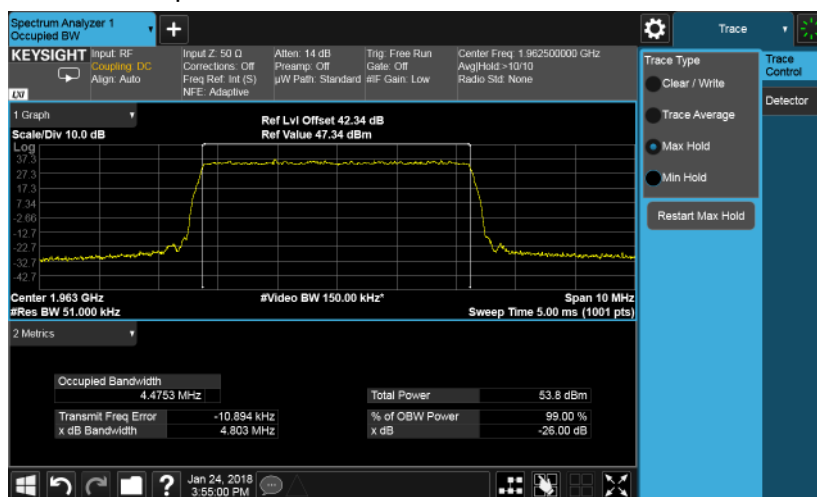 Spectrum Analyzer 1
Occupied BW
+
Trace
KEYSIGHT
Input: RF
Coupling: DC
Align: Auto
Input Z: 50 Ω
Corrections: Off
Freq Ref: Int (S)
NFE: Adaptive
Atten: 14 dB
Preamp: Off
µW Path: Standard
Trig: Free Run
Gate: Off
#IF Gain: Low
Center Freq: 1.962500000 GHz
Avg|Hold:>10/10
Radio Std: None
LXI
1 Graph
Scale/Div 10.0 dB
Ref Lvl Offset 42.34 dB
Ref Value 47.34 dBm
Log
37.3
27.3
17.3
7.34
-2.66
-12.7
-22.7
-32.7
-42.7
Center 1.963 GHz
#Res BW 51.000 kHz
#Video BW 150.00 kHz*
Span 10 MHz
Sweep Time 5.00 ms (1001 pts)
2 Metrics
Occupied Bandwidth
4.4753 MHz
Total Power 53.8 dBm
Transmit Freq Error -10.894 kHz
% of OBW Power 99.00 %
x dB Bandwidth 4.803 MHz
x dB -26.00 dB
?
Jan 24, 2018
3:55:00 PM
Trace Type
Clear / Write
Trace Average
Max Hold
Min Hold
Restart Max Hold
Trace
Control
Detector